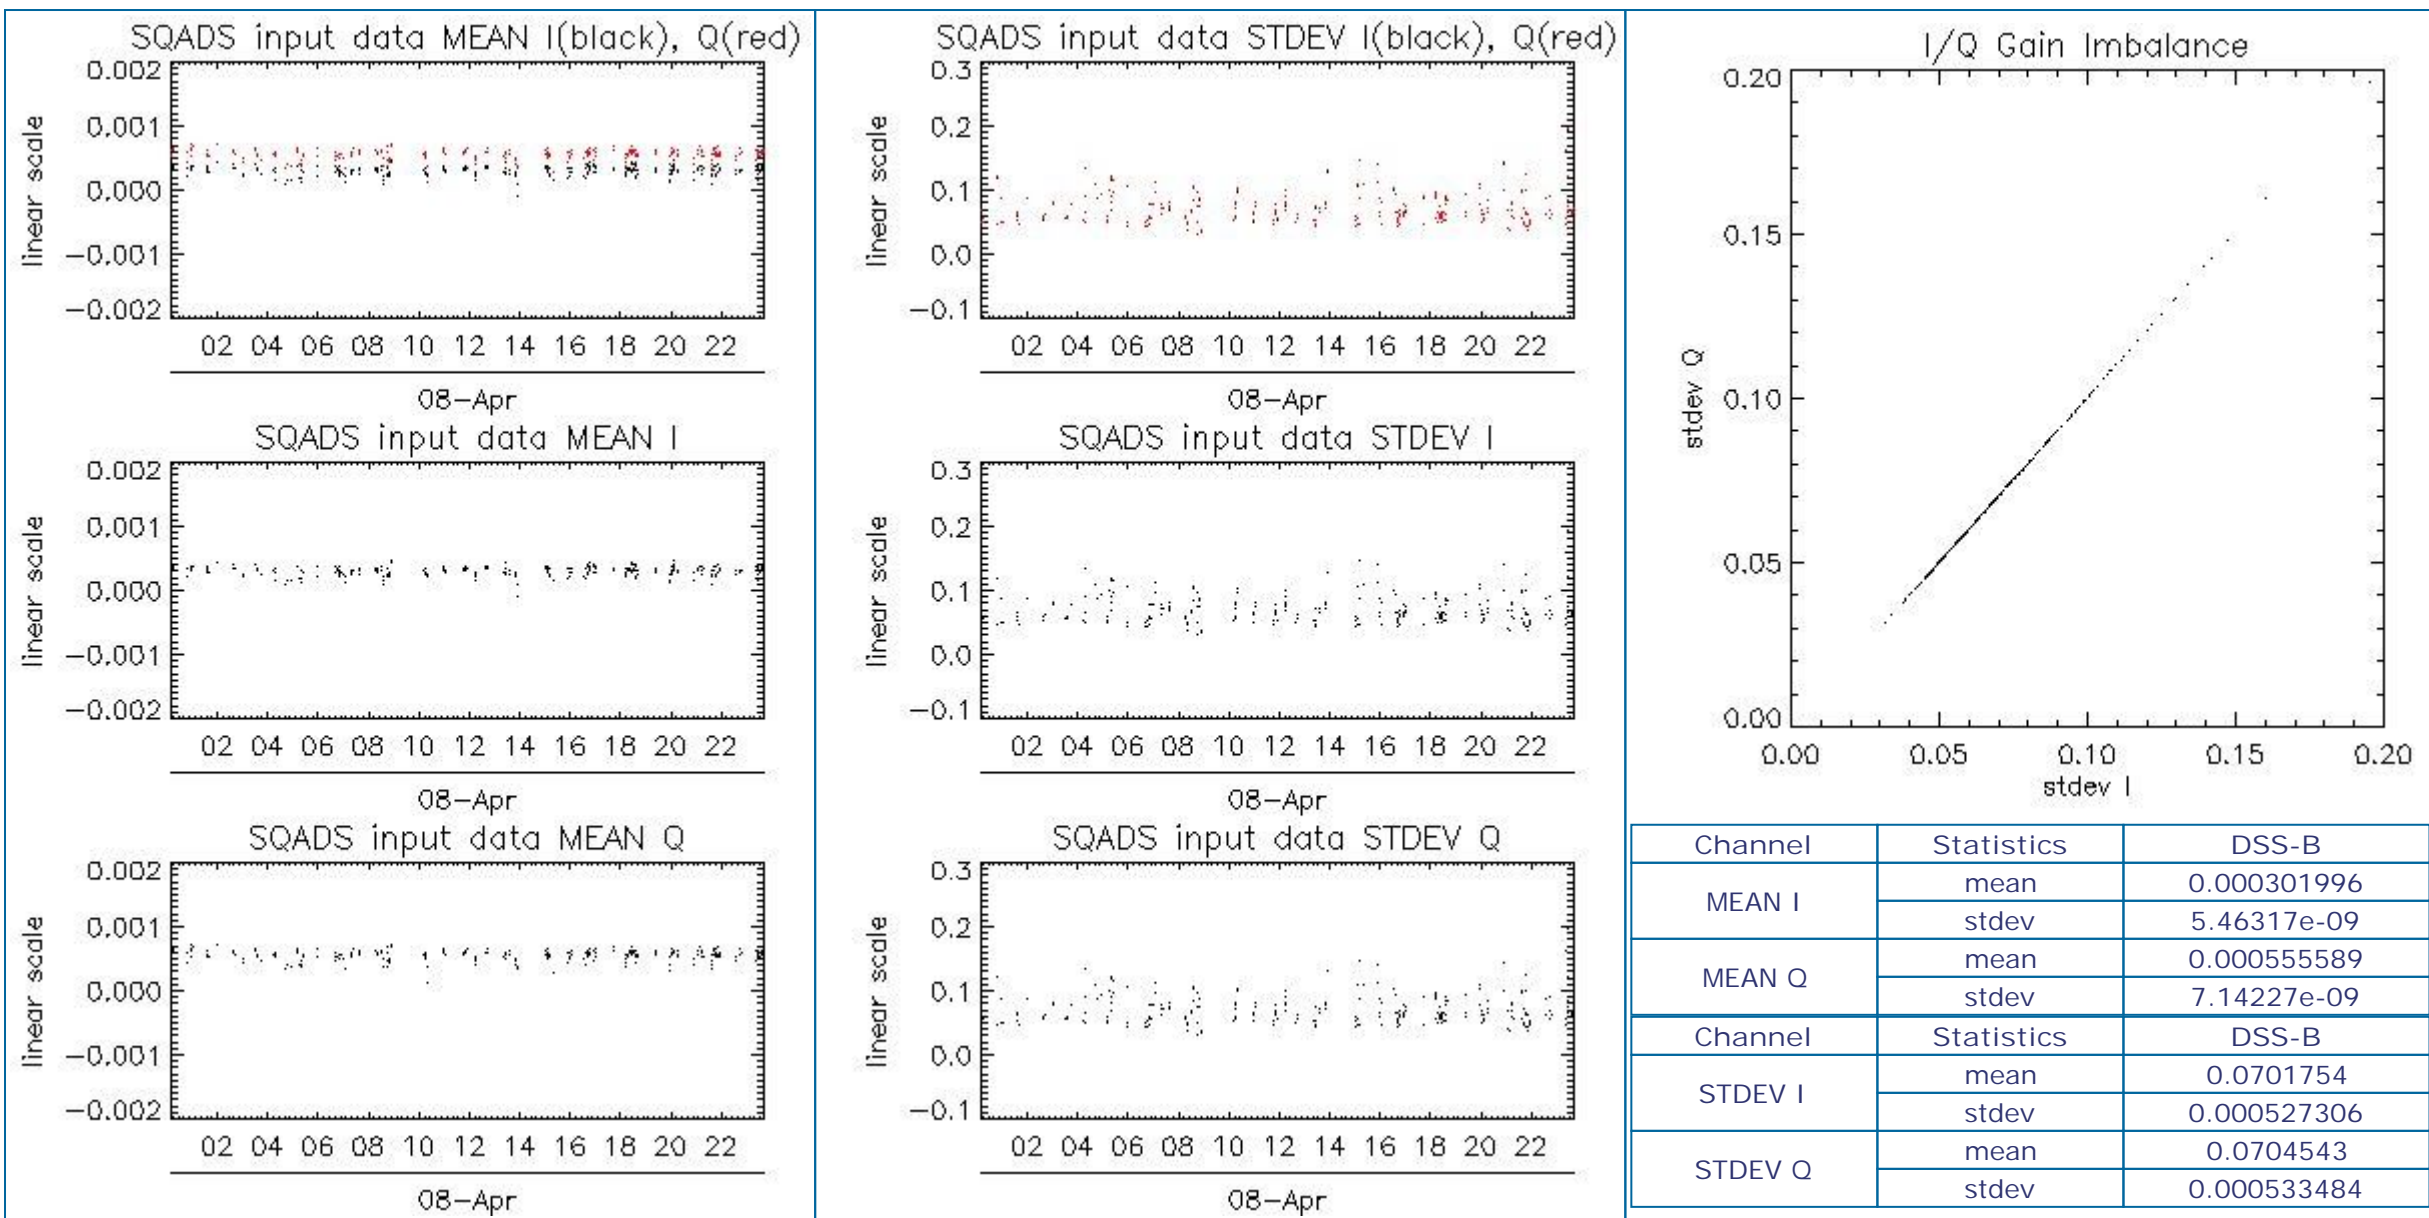 SQADS input data MEAN I(black), Q(red)
0.002
0.001
0.000
−0.001
−0.002
linear scale
02 04 06 08 10 12 14 16 18 20 22
08−Apr
SQADS input data MEAN I
0.002
0.001
0.000
−0.001
−0.002
linear scale
02 04 06 08 10 12 14 16 18 20 22
08−Apr
SQADS input data MEAN Q
0.002
0.001
0.000
−0.001
−0.002
linear scale
02 04 06 08 10 12 14 16 18 20 22
08−Apr
SQADS input data STDEV I(black), Q(red)
0.3
0.2
0.1
0.0
−0.1
linear scale
02 04 06 08 10 12 14 16 18 20 22
08−Apr
SQADS input data STDEV I
0.3
0.2
0.1
0.0
−0.1
linear scale
02 04 06 08 10 12 14 16 18 20 22
08−Apr
SQADS input data STDEV Q
0.3
0.2
0.1
0.0
−0.1
linear scale
02 04 06 08 10 12 14 16 18 20 22
08−Apr
I/Q Gain Imbalance
0.20
0.15
0.10
0.05
0.00
stdev Q
0.00 0.05 0.10 0.15 0.20
stdev I
Channel Statistics DSS-B
MEAN I mean 0.000301996
stdev 5.46317e-09
MEAN Q mean 0.000555589
stdev 7.14227e-09
Channel Statistics DSS-B
STDEV I mean 0.0701754
stdev 0.000527306
STDEV Q mean 0.0704543
stdev 0.000533484